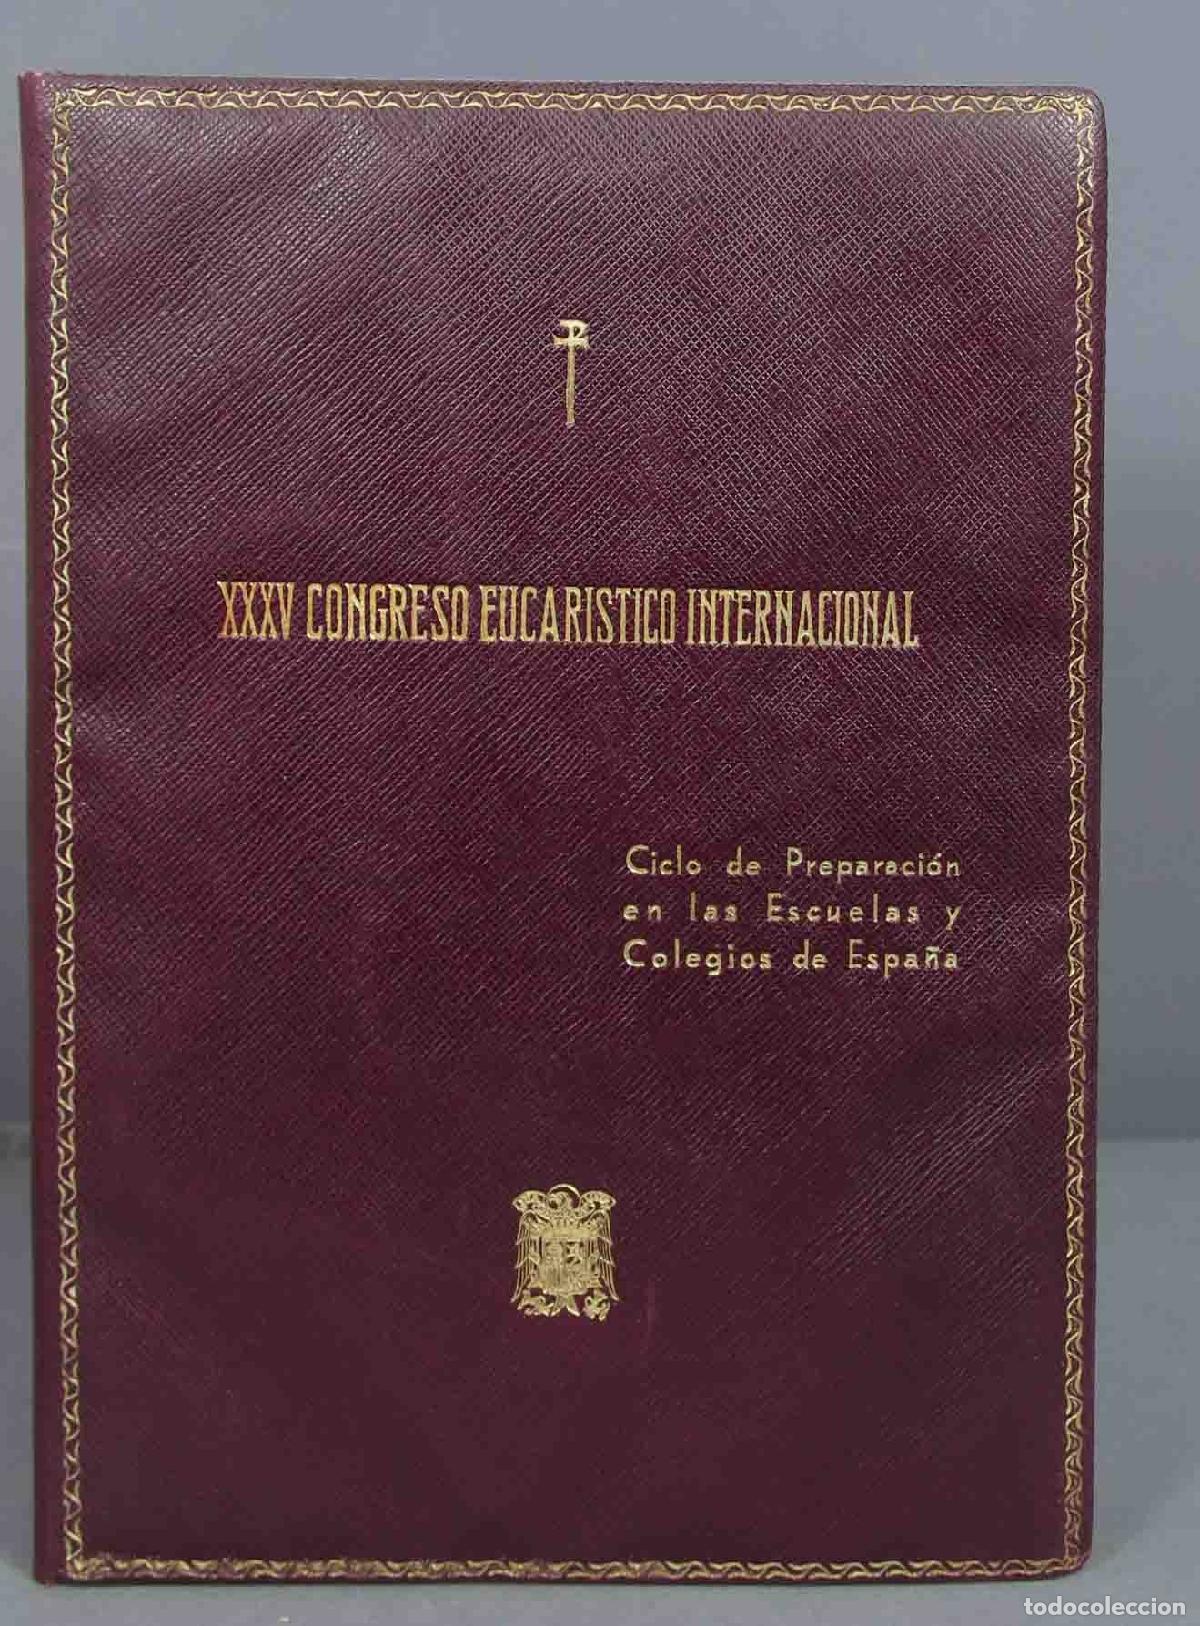 XXXV CONGRESO EUCARISTICO INTERNACIONAL
Ciclo de Preparación
en las Escuelas y
Colegios de España
todocoleccion